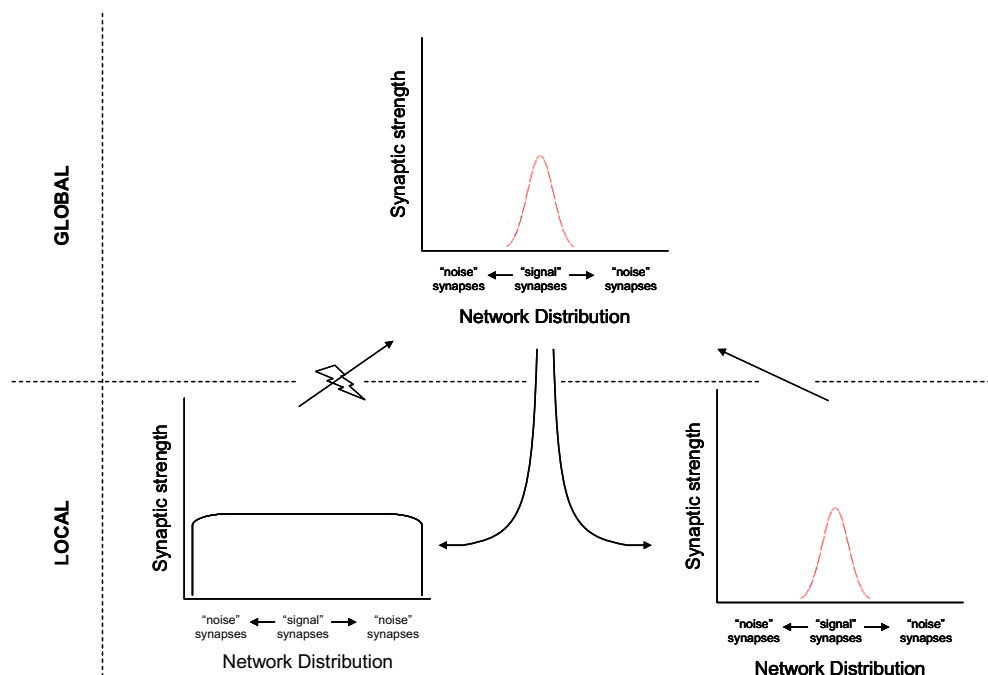 GLOBAL
Synaptic strength
“noise” “signal” “noise”
synapses synapses synapses
Network Distribution
LOCAL
Synaptic strength
“noise” “signal” “noise”
synapses synapses synapses
Network Distribution
Synaptic strength
“noise” “signal” “noise”
synapses synapses synapses
Network Distribution